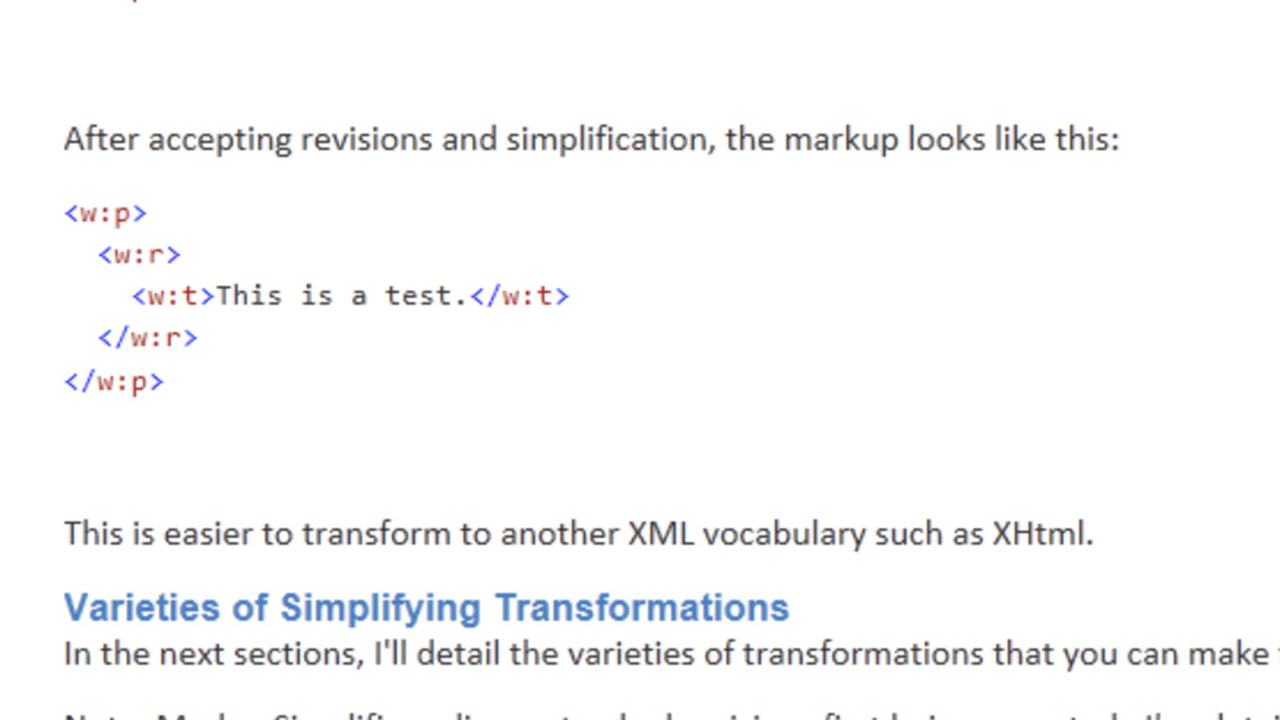 After accepting revisions and simplification, the markup looks like this:
<w:p>
  <w:r>
    <w:t>This is a test.</w:t>
  </w:r>
</w:p>
This is easier to transform to another XML vocabulary such as XHtml.
Varieties of Simplifying Transformations
In the next sections, I'll detail the varieties of transformations that you can make